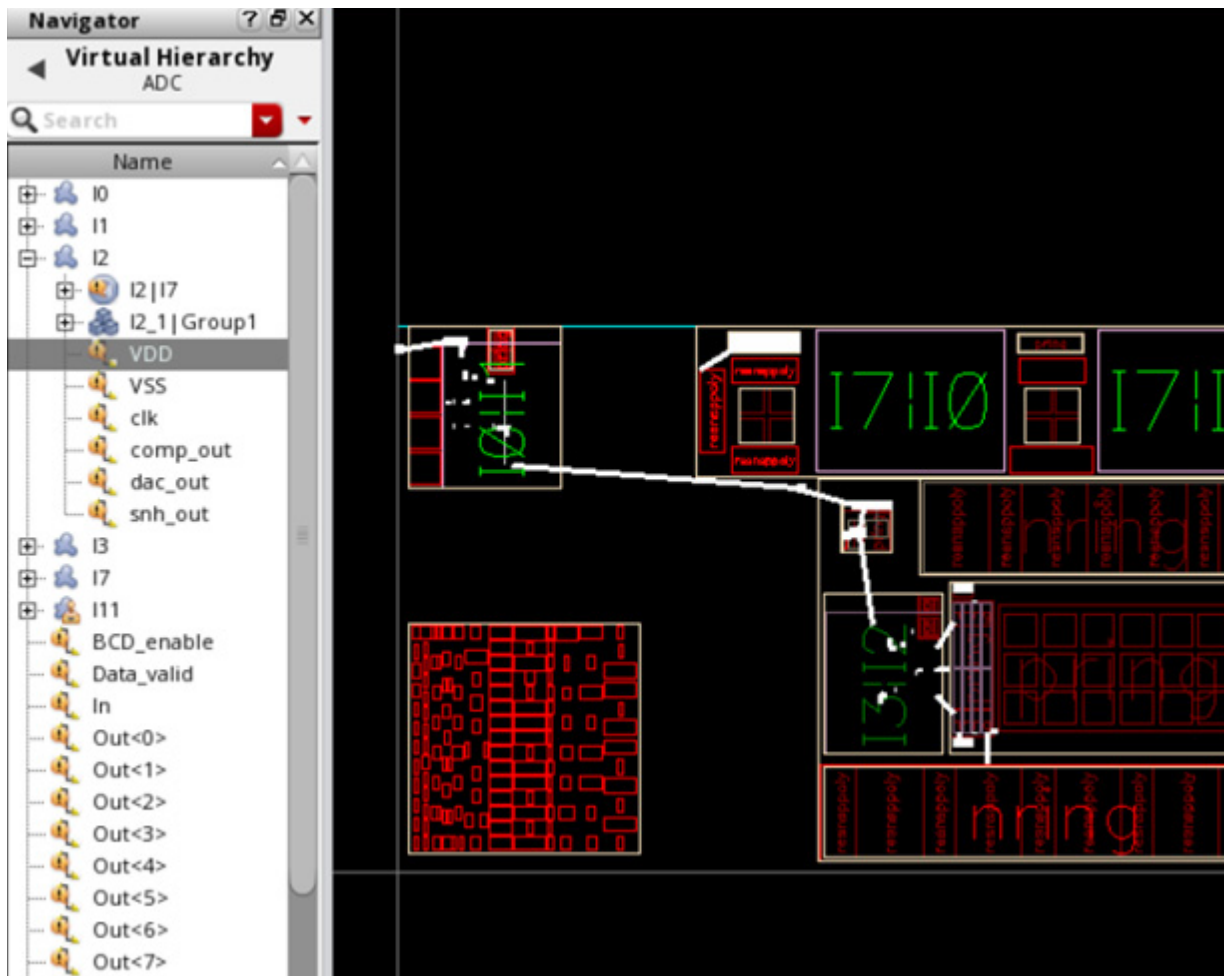 Navigator
Virtual Hierarchy
ADC
Search
Name
I0
I1
I2
I2|I7
I2_1|Group1
VDD
VSS
clk
comp_out
dac_out
snh_out
I3
I7
I11
BCD_enable
Data_valid
In
Out<0>
Out<1>
Out<2>
Out<3>
Out<4>
Out<5>
Out<6>
Out<7>
I0|I1
I7|I0
I7|I
I3|I2